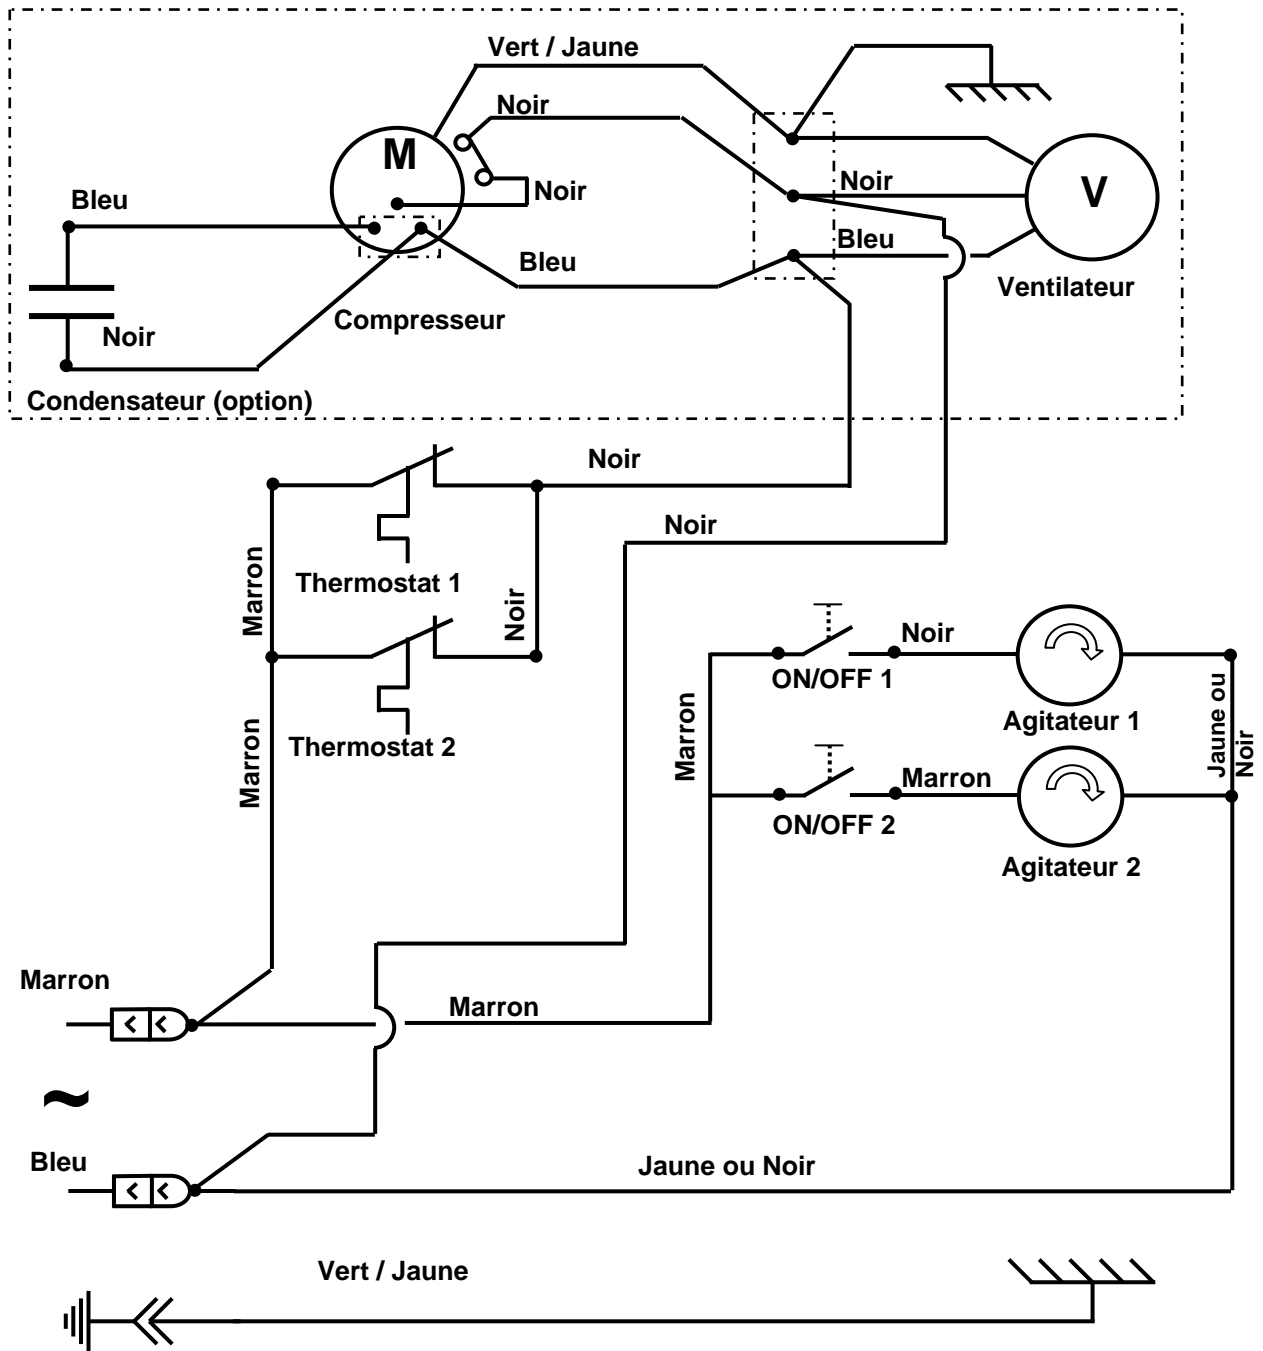 Vert / Jaune
Noir
M
Noir
Noir
V
Bleu
Bleu
Bleu
Ventilateur
Compresseur
Noir
Condensateur (option)
Noir
Noir
Marron
Thermostat 1
Noir
Noir
ON/OFF 1
Jaune ou
Noir
Marron
Agitateur 1
Marron
Thermostat 2
Marron
ON/OFF 2
Agitateur 2
Marron
Marron
~
Bleu
Jaune ou Noir
Vert / Jaune